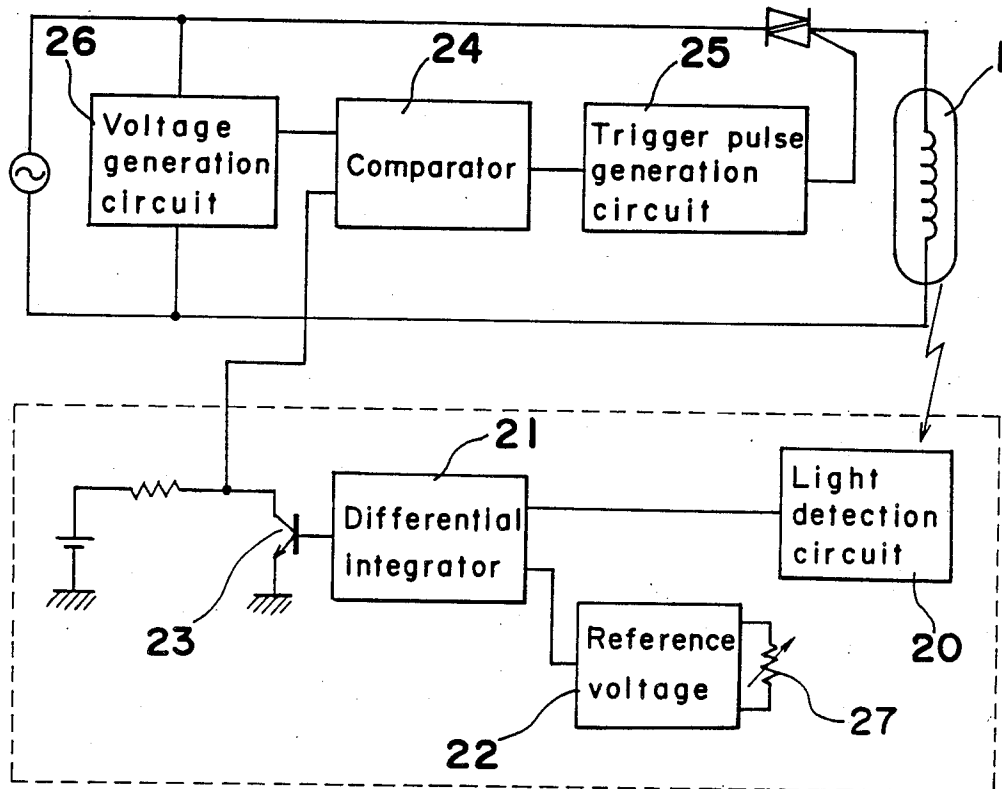 26
24
25
1
Voltage
generation
circuit
Comparator
Trigger pulse
generation
circuit
21
Differential
integrator
Light
detection
circuit
23
Reference
voltage
20
22
27